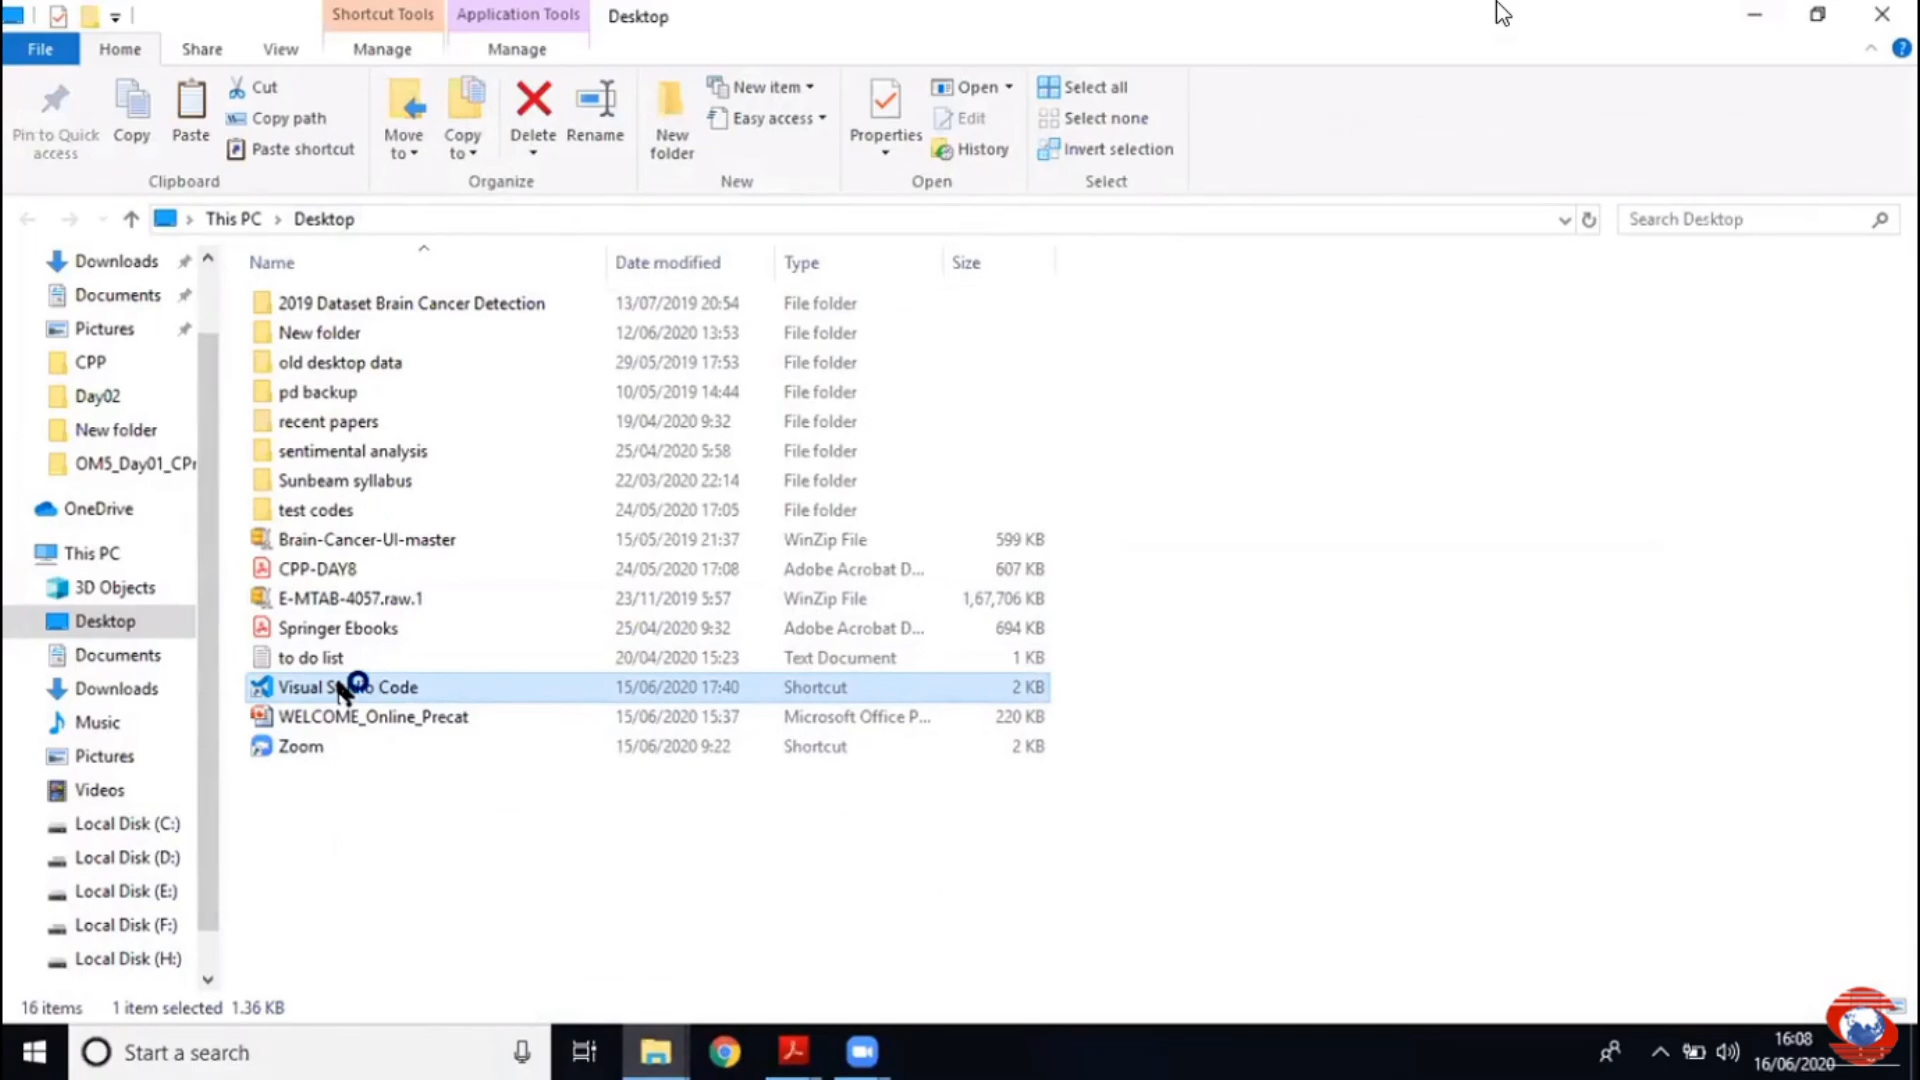 Shortcut Tools
Application Tools
Desktop
File
Home
Share
View
Manage
Manage
Pin to Quick access
Copy
Paste
Cut
Copy path
Paste shortcut
Clipboard
Move to
Copy to
Delete
Rename
Organize
New folder
New item
Easy access
New
Properties
Open
Edit
History
Open
Select all
Select none
Invert selection
Select
This PC
Desktop
Search Desktop
Downloads
Documents
Pictures
CPP
Day02
New folder
OM5_Day01_CPr
OneDrive
This PC
3D Objects
Desktop
Documents
Downloads
Music
Pictures
Videos
Local Disk (C:)
Local Disk (D:)
Local Disk (E:)
Local Disk (F:)
Local Disk (H:)
Name Date modified Type Size
2019 Dataset Brain Cancer Detection 13/07/2019 20:54 File folder
New folder 12/06/2020 13:53 File folder
old desktop data 29/05/2019 17:53 File folder
pd backup 10/05/2019 14:44 File folder
recent papers 19/04/2020 9:32 File folder
sentimental analysis 25/04/2020 5:58 File folder
Sunbeam syllabus 22/03/2020 22:14 File folder
test codes 24/05/2020 17:05 File folder
Brain-Cancer-UI-master 15/05/2019 21:37 WinZip File 599 KB
CPP-DAY8 24/05/2020 17:08 Adobe Acrobat D... 607 KB
E-MTAB-4057.raw.1 23/11/2019 5:57 WinZip File 1,67,706 KB
Springer Ebooks 25/04/2020 9:32 Adobe Acrobat D... 694 KB
to do list 20/04/2020 15:23 Text Document 1 KB
Visual Studio Code 15/06/2020 17:40 Shortcut 2 KB
WELCOME_Online_Precat 15/06/2020 15:37 Microsoft Office P... 220 KB
Zoom 15/06/2020 9:22 Shortcut 2 KB
16 items 1 item selected 1.36 KB
Start a search
16:08
16/06/2020